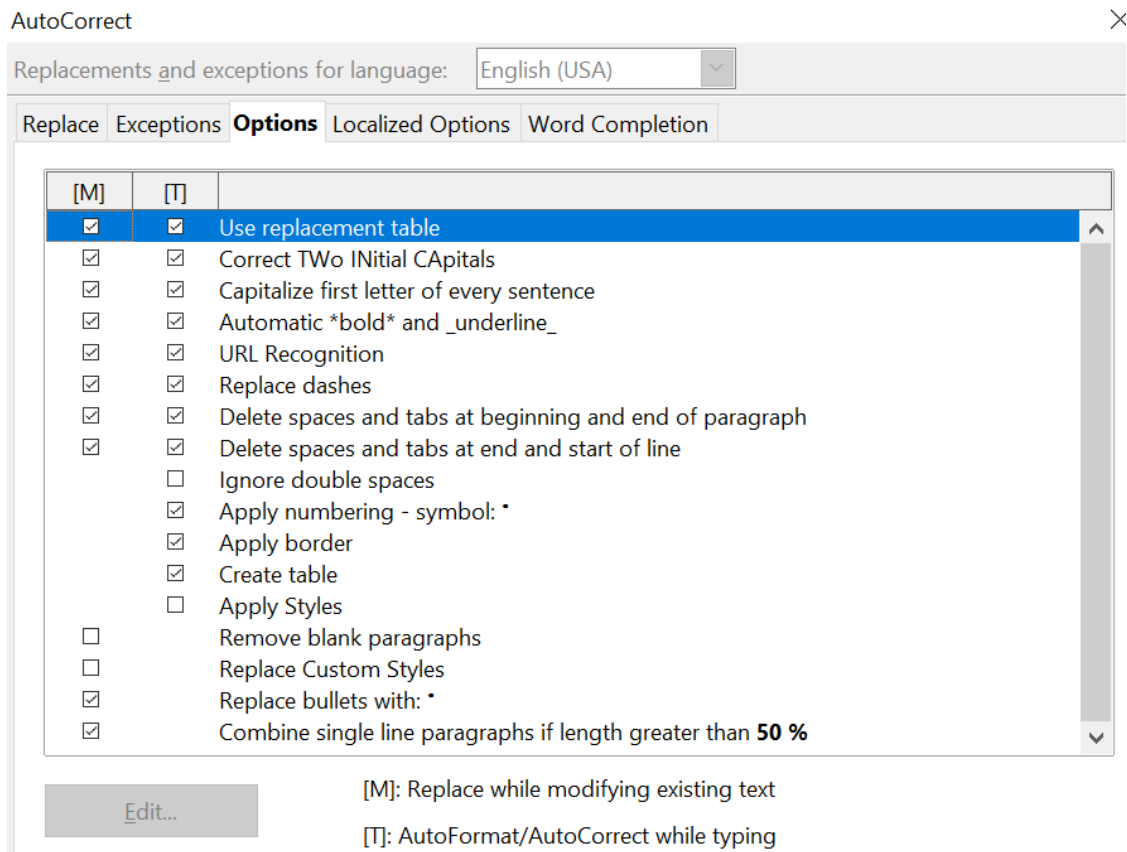 AutoCorrect
Replacements and exceptions for language: English (USA)
Replace Exceptions Options Localized Options Word Completion
[M] [T]
Use replacement table
Correct TWo INitial CApitals
Capitalize first letter of every sentence
Automatic *bold* and _underline_
URL Recognition
Replace dashes
Delete spaces and tabs at beginning and end of paragraph
Delete spaces and tabs at end and start of line
Ignore double spaces
Apply numbering - symbol: •
Apply border
Create table
Apply Styles
Remove blank paragraphs
Replace Custom Styles
Replace bullets with: •
Combine single line paragraphs if length greater than 50 %
Edit...
[M]: Replace while modifying existing text
[T]: AutoFormat/AutoCorrect while typing